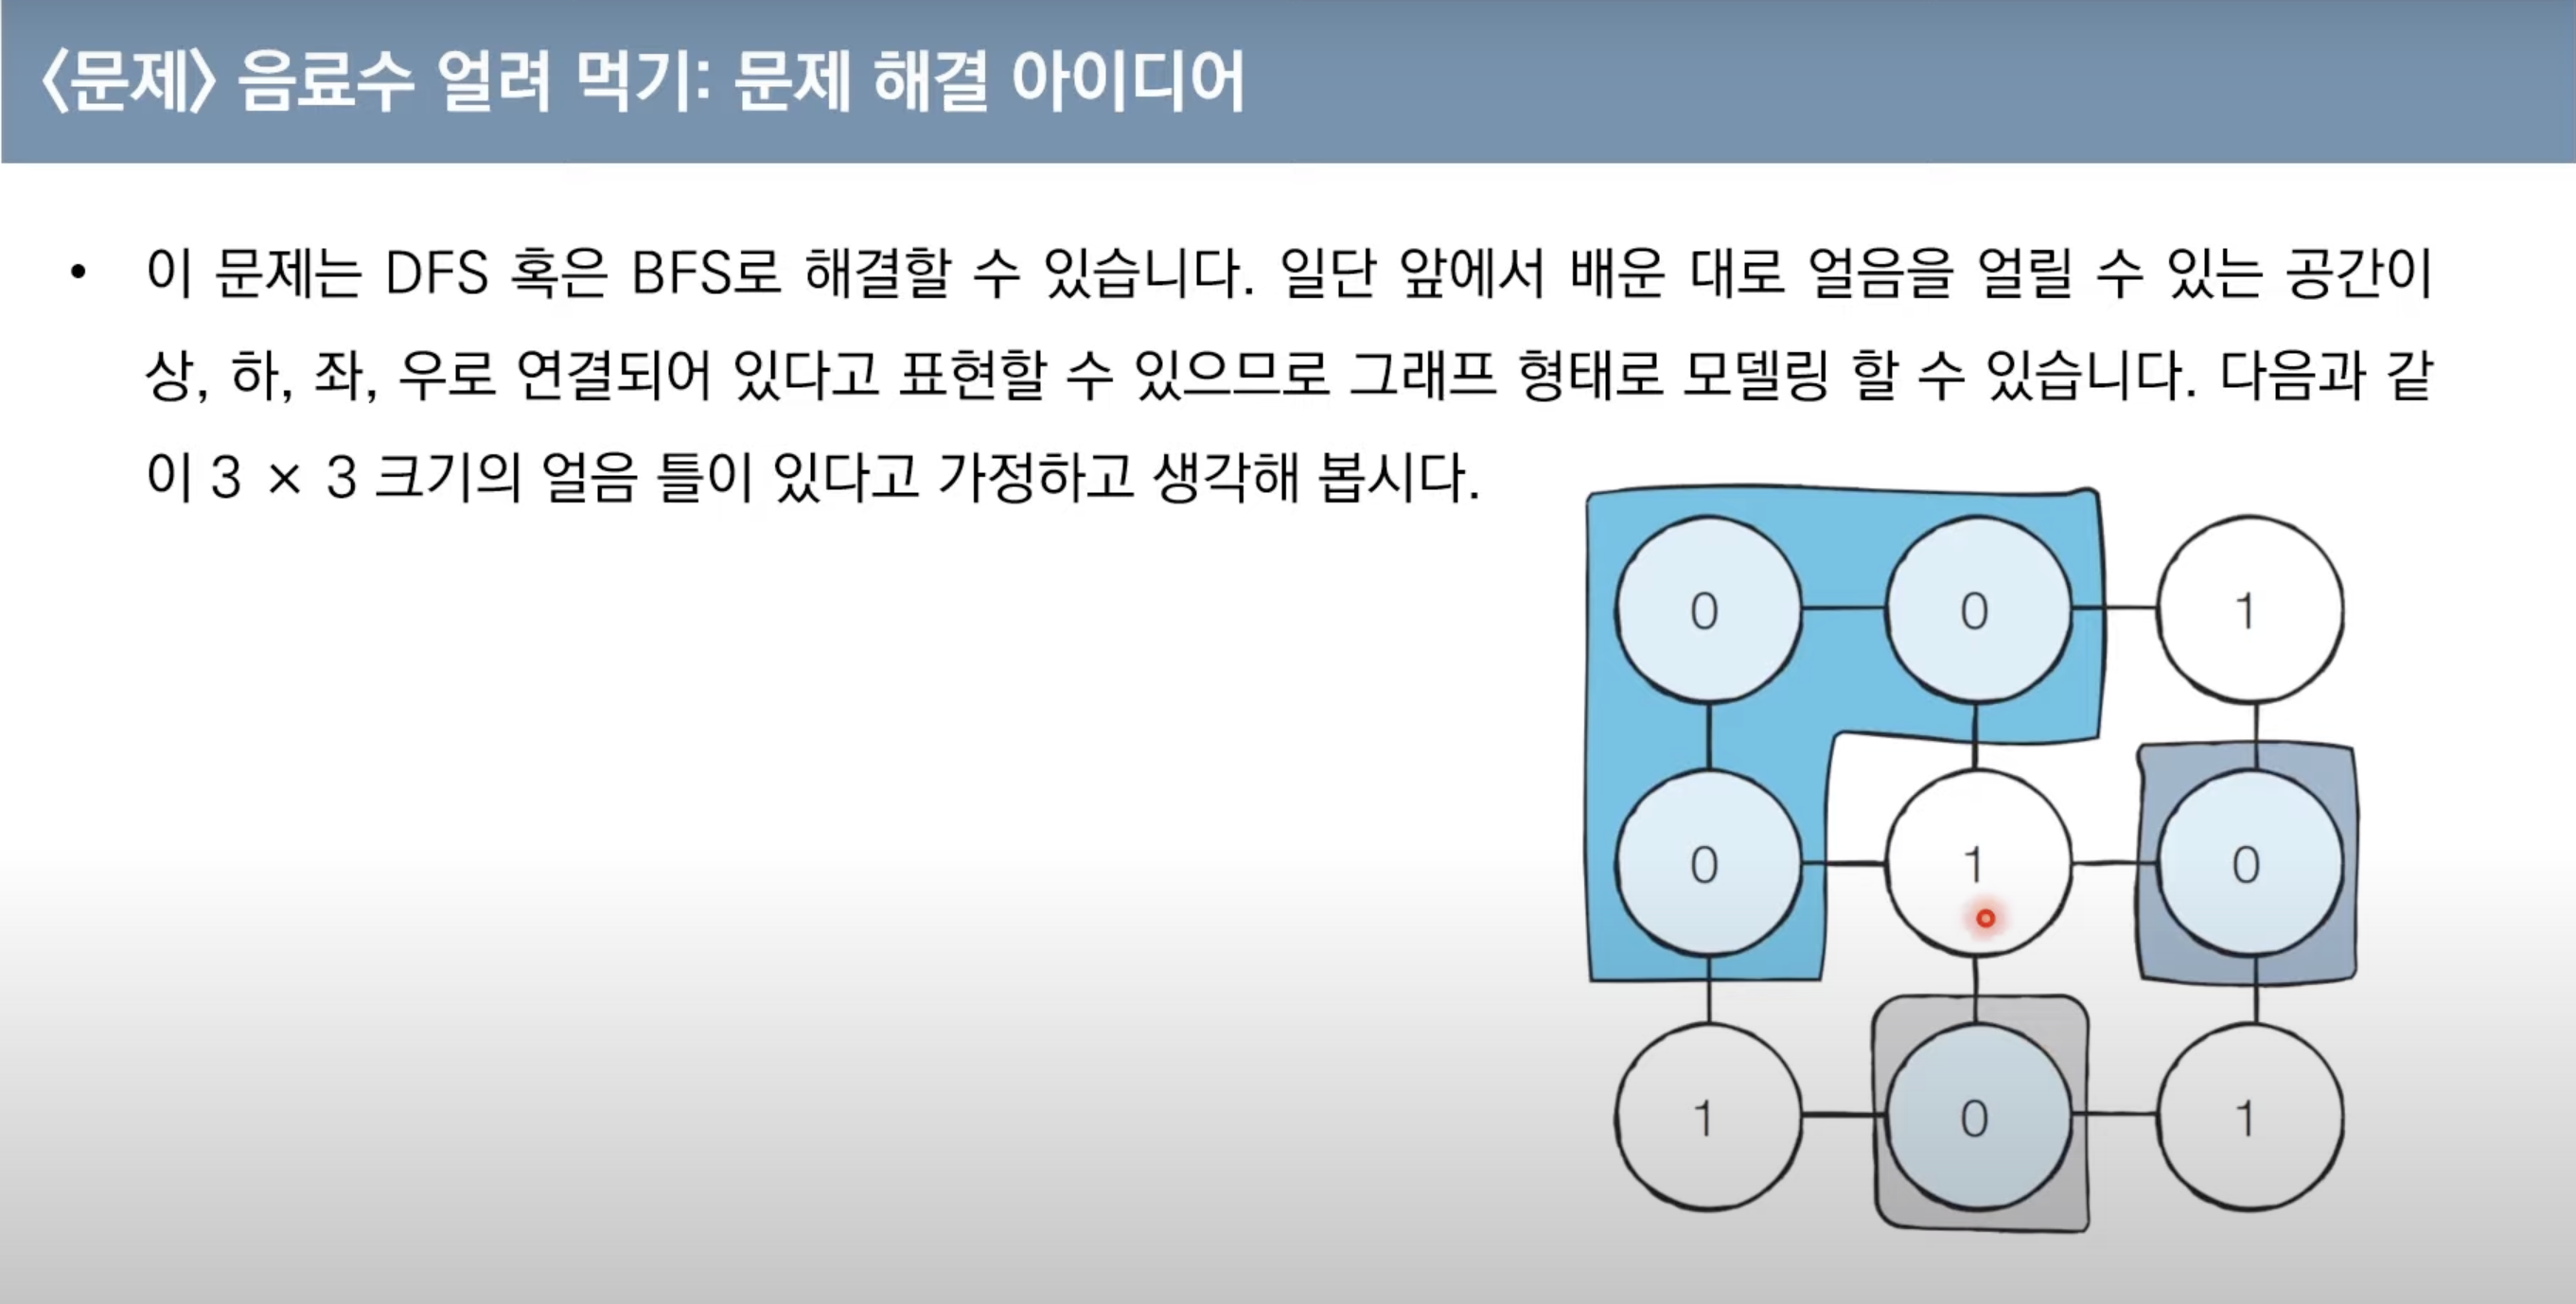 <문제> 음료수 얼려 먹기: 문제 해결 아이디어
• 이 문제는 DFS 혹은 BFS로 해결할 수 있습니다. 일단 앞에서 배운 대로 얼음을 얼릴 수 있는 공간이
상, 하, 좌, 우로 연결되어 있다고 표현할 수 있으므로 그래프 형태로 모델링 할 수 있습니다. 다음과 같
이 3 × 3 크기의 얼음 틀이 있다고 가정하고 생각해 봅시다.
0 0 1
0 1 0
1 0 1